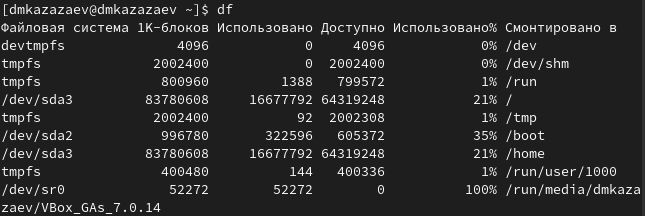 [dmkazazaev@dmkazazaev ~]$ df
Файловая система 1K-блоков Использовано Доступно Использовано% Cмонтировано в
devtmpfs 4096 0 4096 0% /dev
tmpfs 2002400 0 2002400 0% /dev/shm
tmpfs 800960 1388 799572 1% /run
/dev/sda3 83780608 16677792 64319248 21% /
tmpfs 2002400 92 2002308 1% /tmp
/dev/sda2 996780 322596 605372 35% /boot
/dev/sda3 83780608 16677792 64319248 21% /home
tmpfs 400480 144 400336 1% /run/user/1000
/dev/sr0 52272 52272 0 100% /run/media/dmkaza
zaev/VBox_GAs_7.0.14